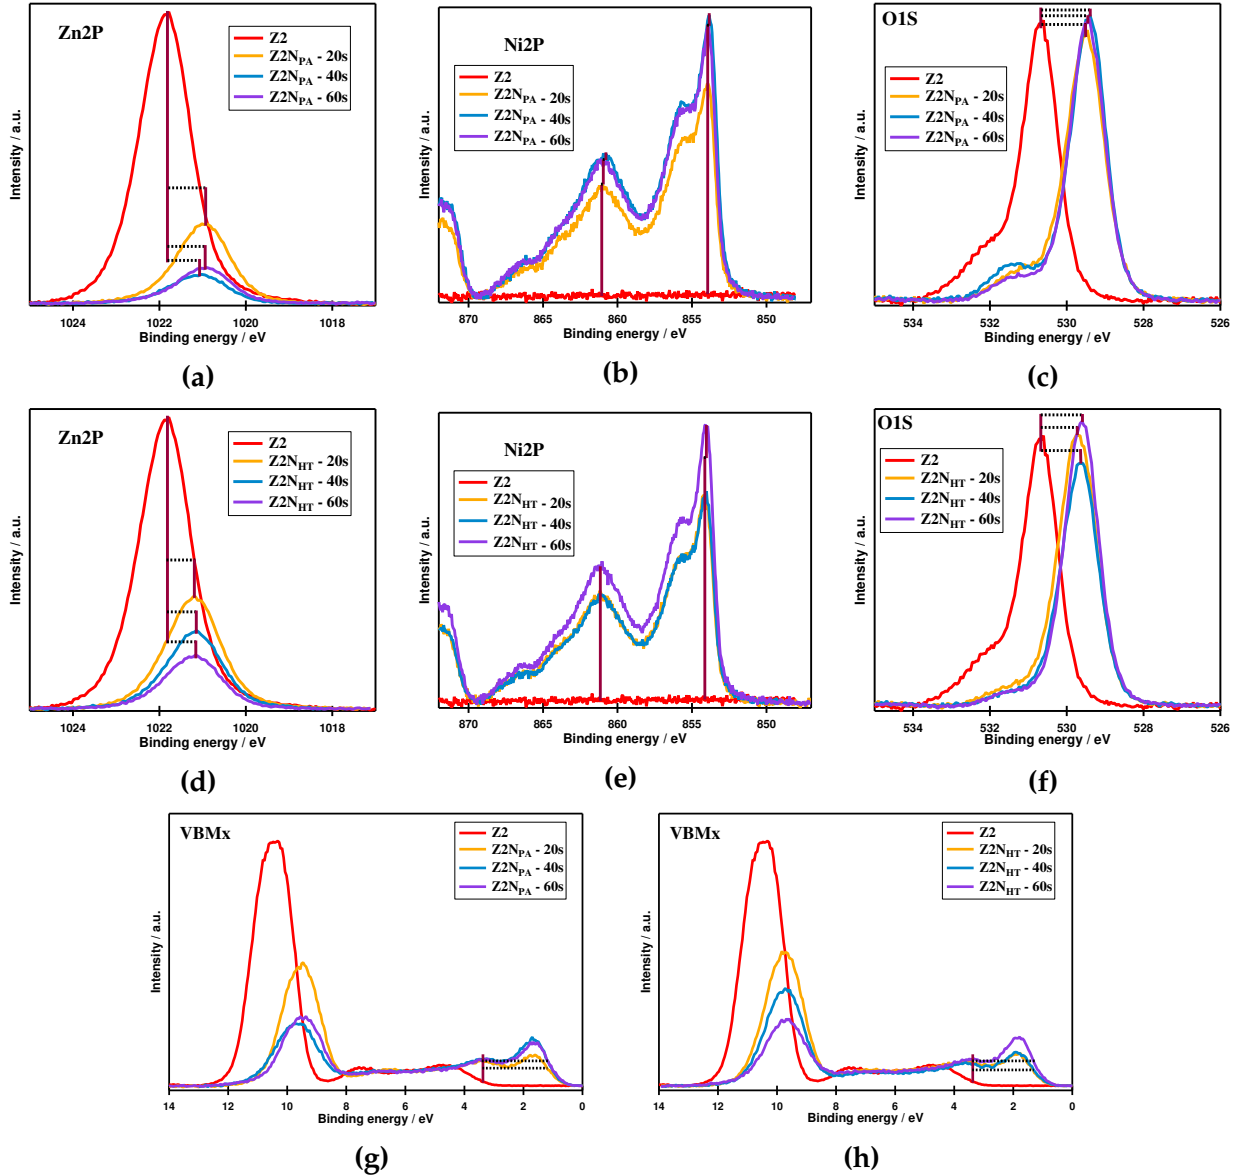 Zn2P
Z2
Z2NPA - 20s
Z2NPA - 40s
Z2NPA - 60s
Intensity / a.u.
1024 1022 1020 1018
Binding energy / eV
(a)
Ni2P
Z2
Z2NPA - 20s
Z2NPA - 40s
Z2NPA - 60s
Intensity / a.u.
870 865 860 855 850
Binding energy / eV
(b)
O1S
Z2
Z2NPA - 20s
Z2NPA - 40s
Z2NPA - 60s
Intensity / a.u.
534 532 530 528 526
Binding energy / eV
(c)
Zn2P
Z2
Z2NHT - 20s
Z2NHT - 40s
Z2NHT - 60s
Intensity / a.u.
1024 1022 1020 1018
Binding energy / eV
(d)
Ni2P
Z2
Z2NHT - 20s
Z2NHT - 40s
Z2NHT - 60s
Intensity / a.u.
870 865 860 855 850
Binding energy / eV
(e)
O1S
Z2
Z2NHT - 20s
Z2NHT - 40s
Z2NHT - 60s
Intensity / a.u.
534 532 530 528 526
Binding energy / eV
(f)
VBMx
Z2
Z2NPA - 20s
Z2NPA - 40s
Z2NPA - 60s
Intensity / a.u.
14 12 10 8 6 4 2 0
Binding energy / eV
(g)
VBMx
Z2
Z2NHT - 20s
Z2NHT - 40s
Z2NHT - 60s
Intensity / a.u.
14 12 10 8 6 4 2 0
Binding energy / eV
(h)